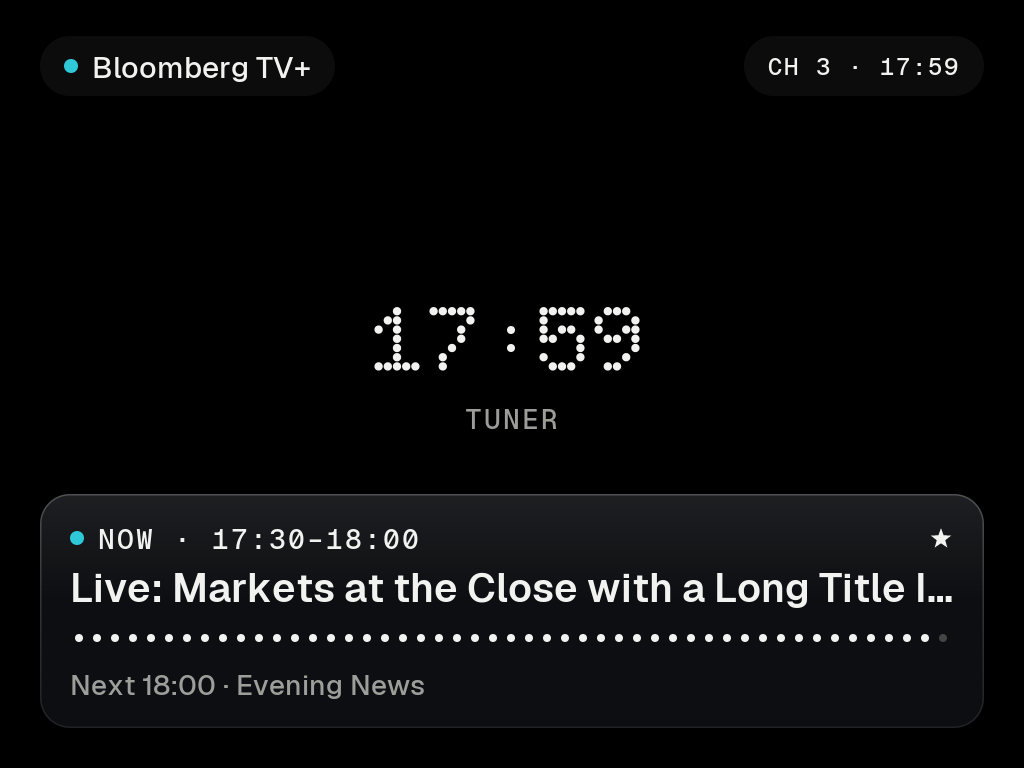 Bloomberg TV+
CH 3 · 17:59
17:59
TUNER
NOW · 17:30–18:00
Live: Markets at the Close with a Long Title I…
Next 18:00 · Evening News